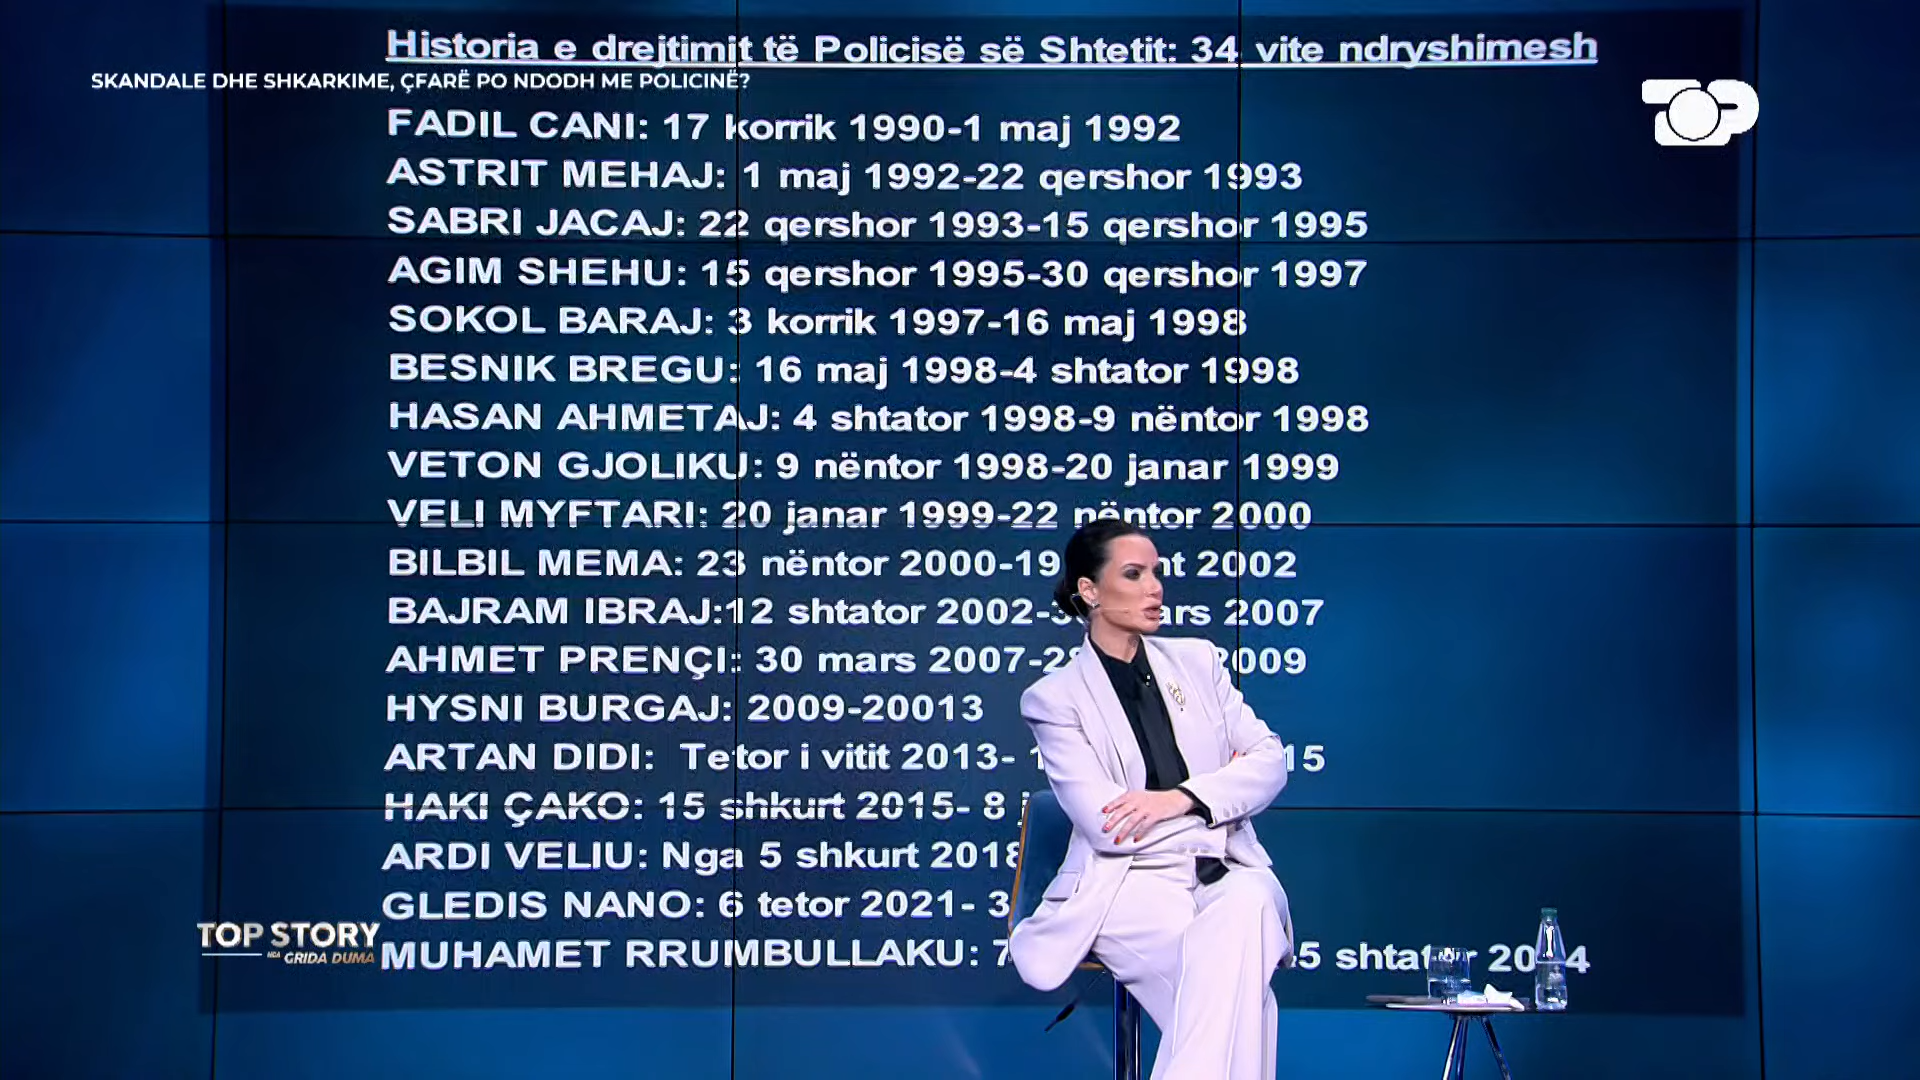 Historia e drejtimit të Policisë së Shtetit: 34 vite ndryshimesh
SKANDALE DHE SHKARKIME, ÇFARË PO NDODH ME POLICINË?
TOP
FADIL CANI: 17 korrik 1990-1 maj 1992
ASTRIT MEHAJ: 1 maj 1992-22 qershor 1993
SABRI JACAJ: 22 qershor 1993-15 qershor 1995
AGIM SHEHU: 15 qershor 1995-30 qershor 1997
SOKOL BARAJ: 3 korrik 1997-16 maj 1998
BESNIK BREGU: 16 maj 1998-4 shtator 1998
HASAN AHMETAJ: 4 shtator 1998-9 nëntor 1998
VETON GJOLIKU: 9 nëntor 1998-20 janar 1999
VELI MYFTARI: 20 janar 1999-22 nëntor 2000
BILBIL MEMA: 23 nëntor 2000-19 2002
BAJRAM IBRAJ:12 shtator 2002- 2007
AHMET PRENÇI: 30 mars 2007- 2009
HYSNI BURGAJ: 2009-20013
ARTAN DIDI: Tetor i vitit 2013-
HAKI ÇAKO: 15 shkurt 2015- 8
ARDI VELIU: Nga 5 shkurt 2018
GLEDIS NANO: 6 tetor 2021-
MUHAMET RRUMBULLAKU: shtator
TOP STORY
NGA GRIDA DUMA